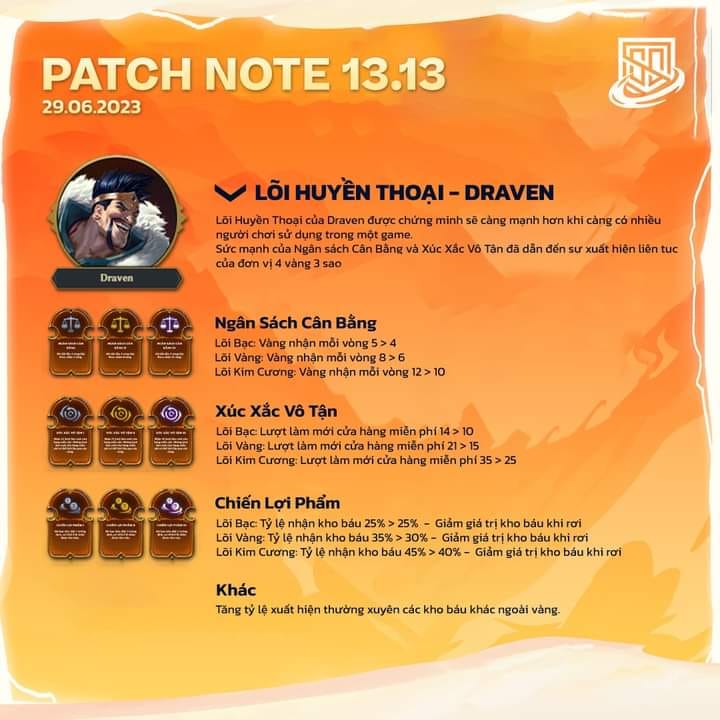 PATCH NOTE 13.13
29.06.2023
Draven
LÕI HUYỀN THOẠI - DRAVEN
Lõi Huyền Thoại của Draven được chứng minh sẽ càng mạnh hơn khi càng có nhiều
người chơi sử dụng trong một game.
Sức mạnh của Ngân sách Cân Bằng và Xúc Xắc Vô Tận đã dẫn đến sự xuất hiện liên tục
của đơn vị 4 vàng 3 sao
Ngân Sách Cân Bằng
Lõi Bạc: Vàng nhận mỗi vòng 5 > 4
Lõi Vàng: Vàng nhận mỗi vòng 8 > 6
Lõi Kim Cương: Vàng nhận mỗi vòng 12 > 10
Xúc Xắc Vô Tận
Lõi Bạc: Lượt làm mới cửa hàng miễn phí 14 > 10
Lõi Vàng: Lượt làm mới cửa hàng miễn phí 21 > 15
Lõi Kim Cương: Lượt làm mới cửa hàng miễn phí 35 > 25
Chiến Lợi Phẩm
Lõi Bạc: Tỷ lệ nhận kho báu 25% > 25% - Giảm giá trị kho báu khi rơi
Lõi Vàng: Tỷ lệ nhận kho báu 35% > 30% - Giảm giá trị kho báu khi rơi
Lõi Kim Cương: Tỷ lệ nhận kho báu 45% > 40% - Giảm giá trị kho báu khi rơi
Khác
Tăng tỷ lệ xuất hiện thường xuyên các kho báu khác ngoài vàng.